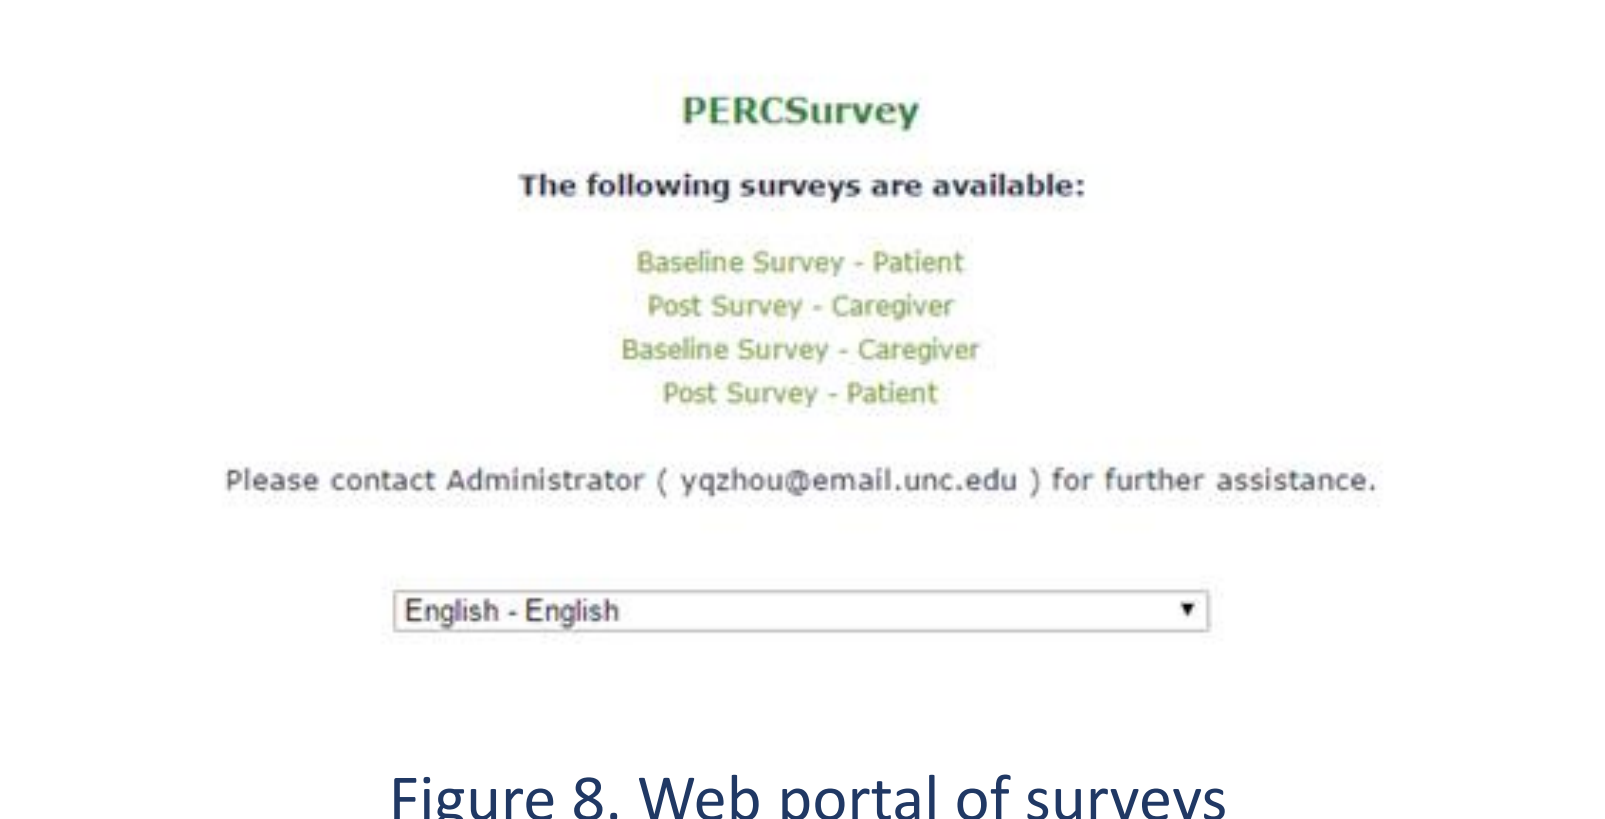 PERCSurvey
The following surveys are available:
Baseline Survey - Patient
Post Survey - Caregiver
Baseline Survey - Caregiver
Post Survey - Patient
Please contact Administrator ( yqzhou@email.unc.edu ) for further assistance.
English - English
Figure 8. Web portal of surveys